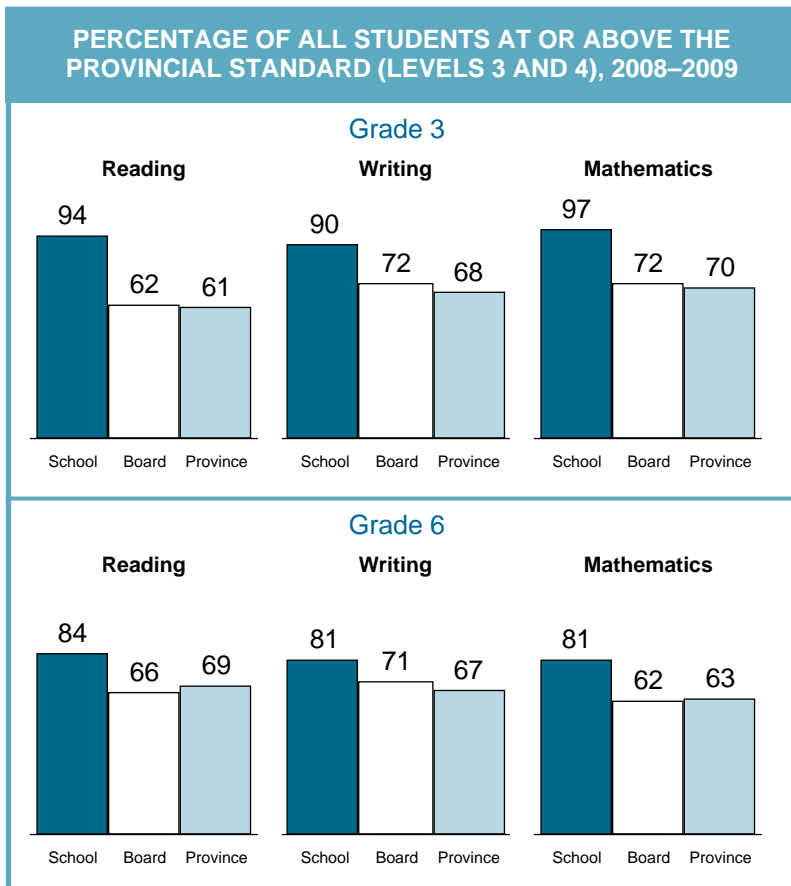 PERCENTAGE OF ALL STUDENTS AT OR ABOVE THE
PROVINCIAL STANDARD (LEVELS 3 AND 4), 2008–2009
Grade 3
Reading Writing Mathematics
94 62 61 90 72 68 97 72 70
School Board Province School Board Province School Board Province
Grade 6
Reading Writing Mathematics
84 66 69 81 71 67 81 62 63
School Board Province School Board Province School Board Province